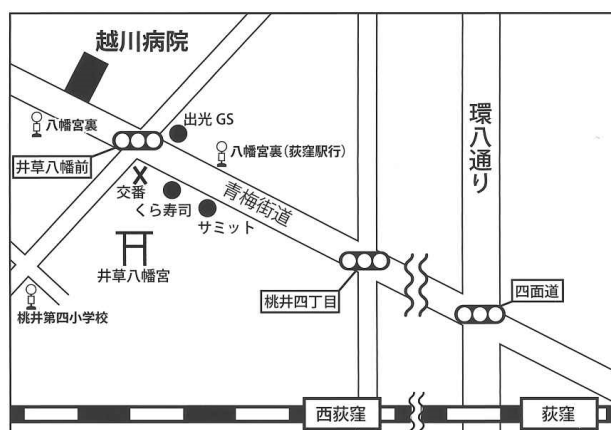 越川病院
八幡宮裏
出光 GS
井草八幡前
八幡宮裏(荻窪駅行)
環八通り
交番
くら寿司
青梅街道
サミット
井草八幡宮
桃井四丁目
四面道
桃井第四小学校
西荻窪
荻窪